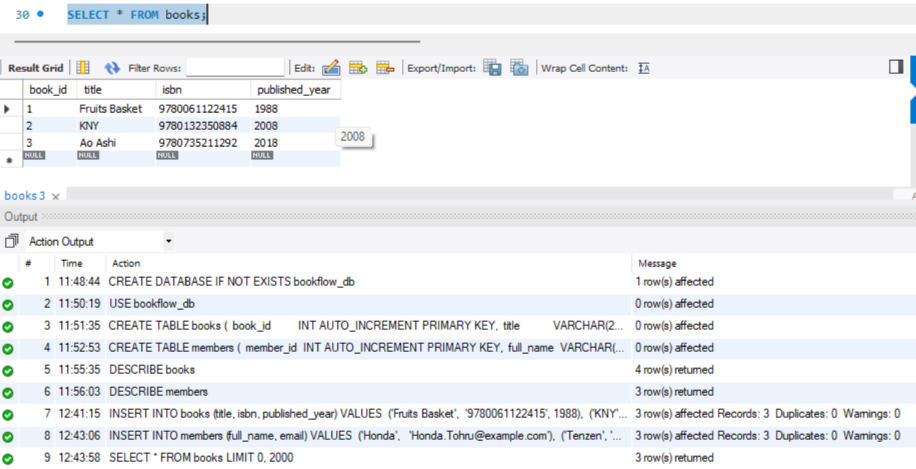 30 SELECT * FROM books;
Result Grid Filter Rows: Edit: Export/Import: Wrap Cell Content:
book_id title isbn published_year
1 Fruits Basket 9780061122415 1988
2 KNY 9780132350884 2008
3 Ao Ashi 9780735211292 2018
NULL NULL NULL NULL
2008
books 3
Output
Action Output
# Time Action Message
1 11:48:44 CREATE DATABASE IF NOT EXISTS bookflow_db 1 row(s) affected
2 11:50:19 USE bookflow_db 0 row(s) affected
3 11:51:35 CREATE TABLE books ( book_id INT AUTO_INCREMENT PRIMARY KEY, title VARCHAR(2... 0 row(s) affected
4 11:52:53 CREATE TABLE members ( member_id INT AUTO_INCREMENT PRIMARY KEY, full_name VARCHAR(... 0 row(s) affected
5 11:55:35 DESCRIBE books 4 row(s) returned
6 11:56:03 DESCRIBE members 3 row(s) returned
7 12:41:15 INSERT INTO books (title, isbn, published_year) VALUES ('Fruits Basket', '9780061122415', 1988), ('KNY'... 3 row(s) affected Records: 3 Duplicates: 0 Warnings: 0
8 12:43:06 INSERT INTO members (full_name, email) VALUES ('Honda', 'Honda.Tohru@example.com'), ('Tenzen', '... 3 row(s) affected Records: 3 Duplicates: 0 Warnings: 0
9 12:43:58 SELECT * FROM books LIMIT 0, 2000 3 row(s) returned